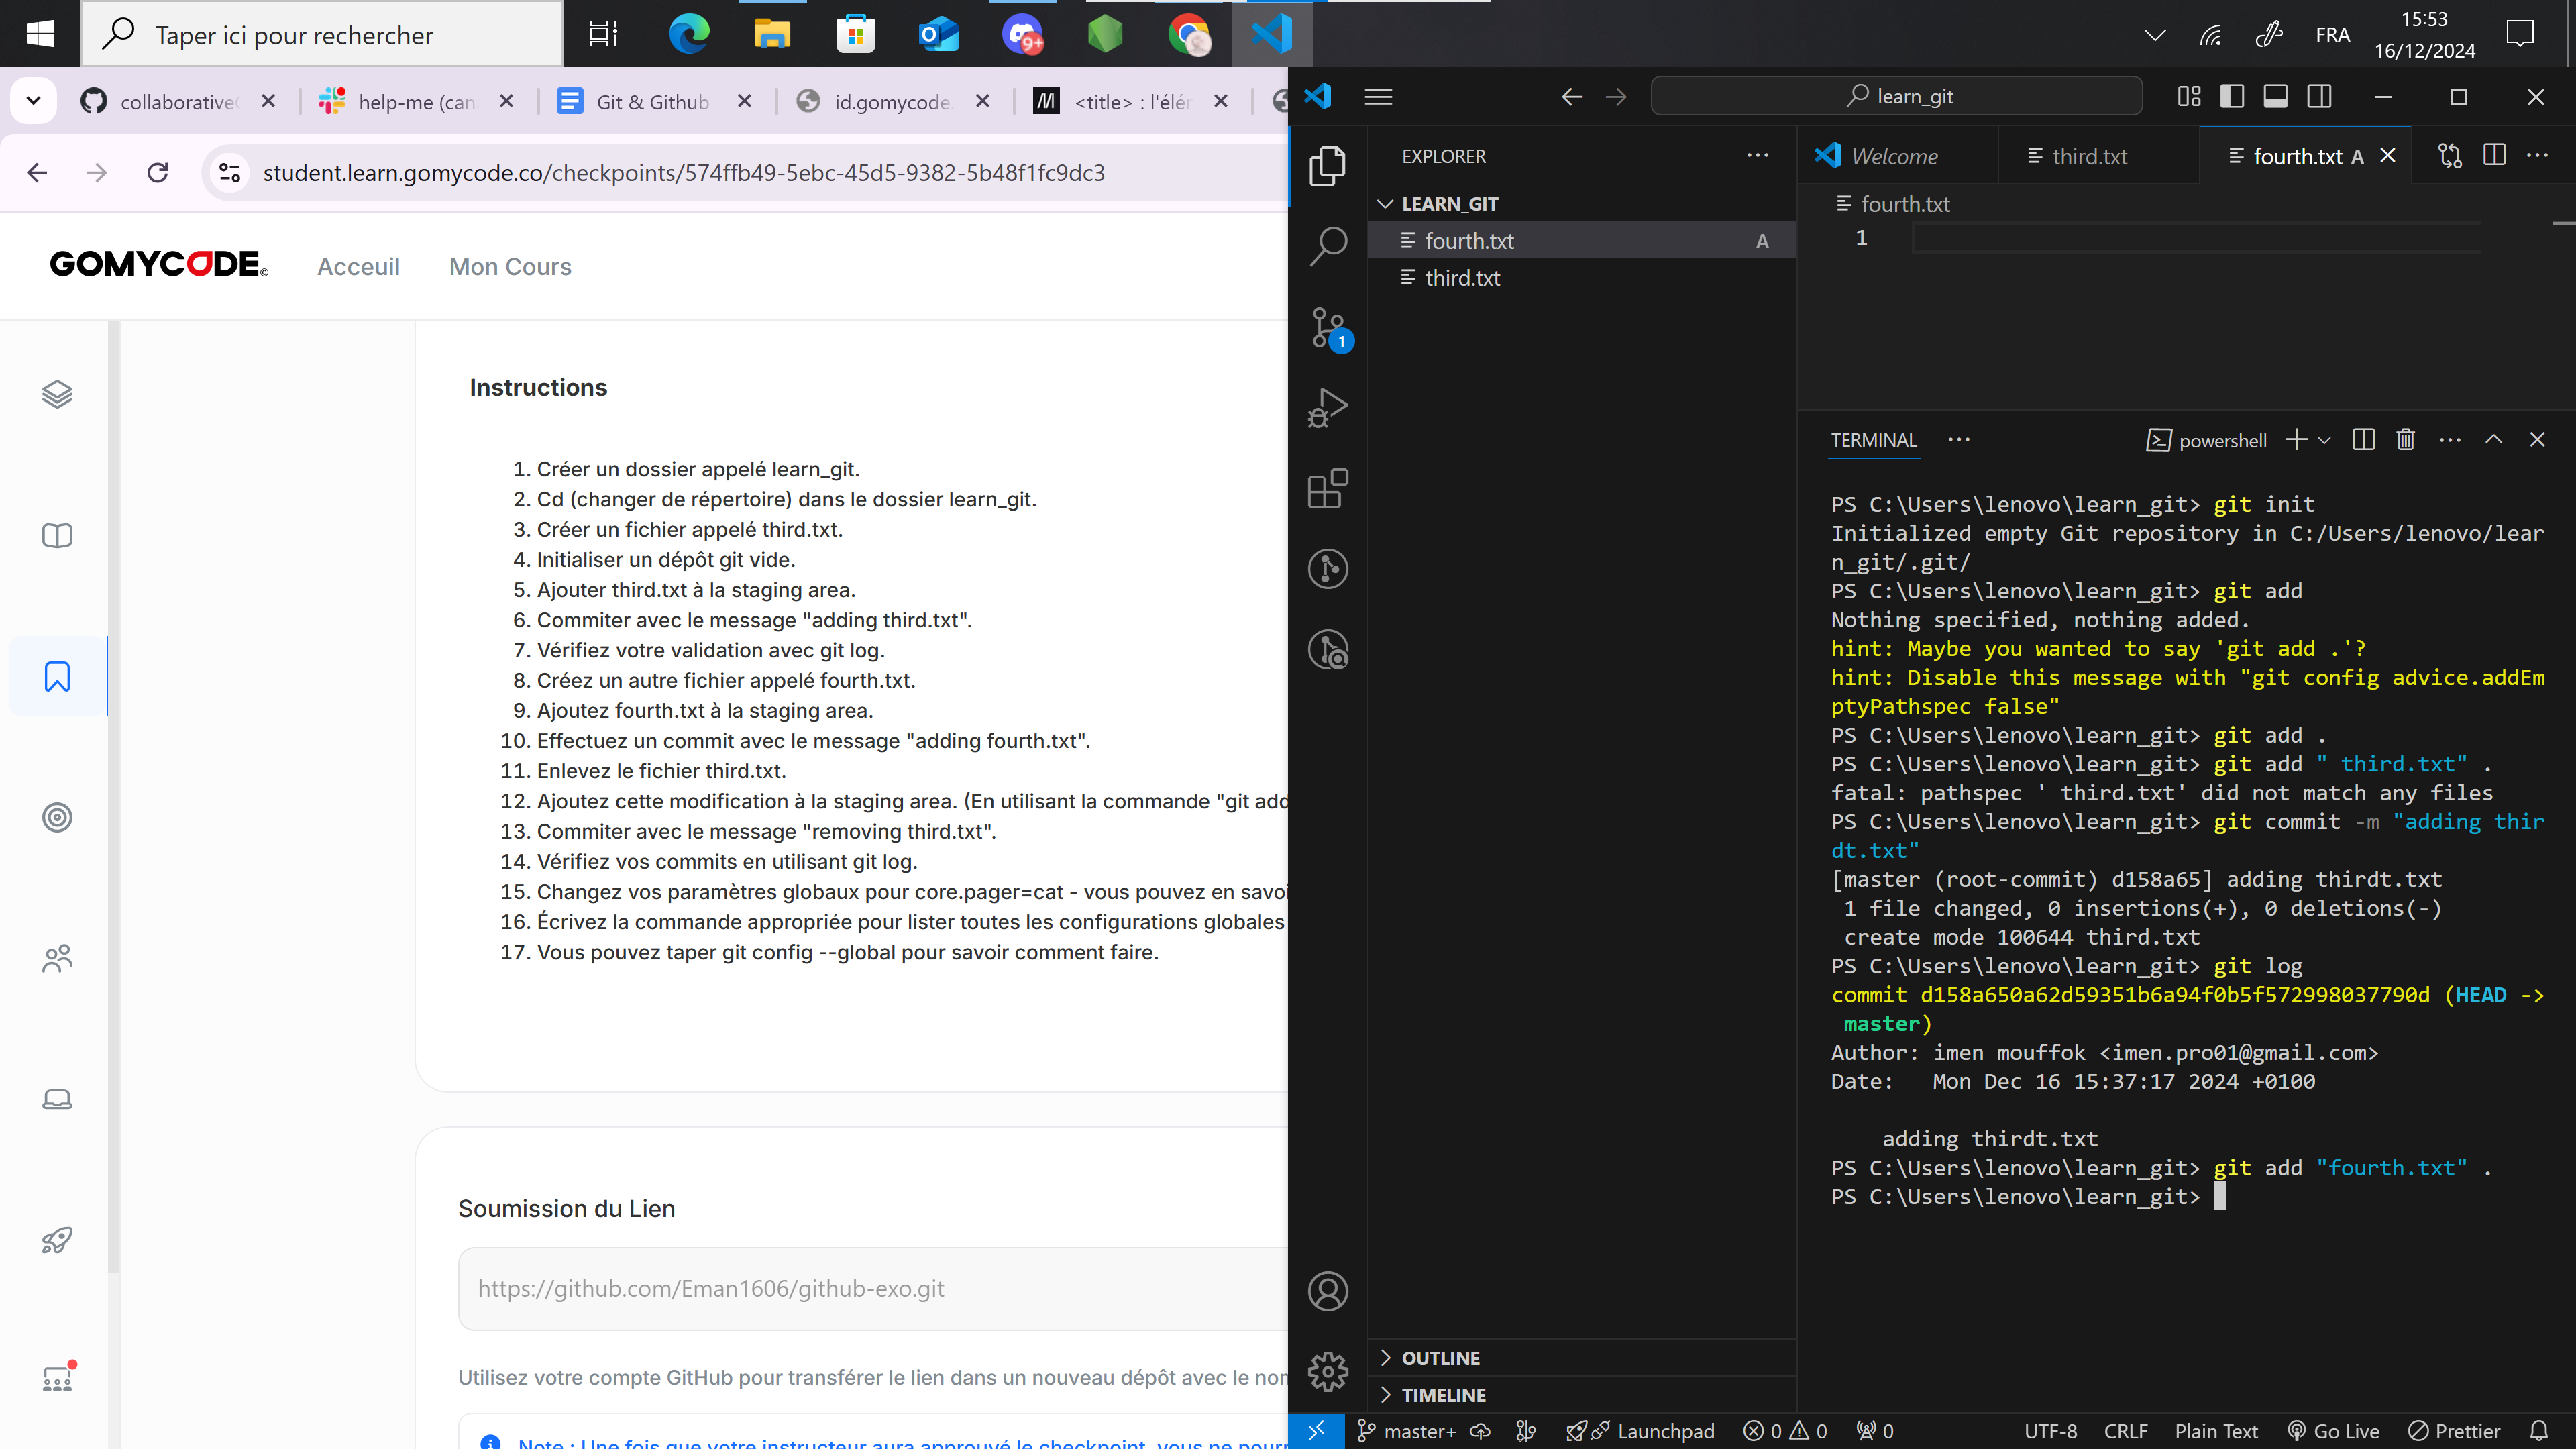 Taper ici pour rechercher
9+
FRA
15:53
16/12/2024
help-me (can
Git & Github
id.gomycode.
<title> : l'élér
student.learn.gomycode.co/checkpoints/574ffb49-5ebc-45d5-9382-5b48f1fc9dc3
GOMYCODE
Acceuil
Mon Cours
Instructions
1. Créer un dossier appelé learn_git.
2. Cd (changer de répertoire) dans le dossier learn_git.
3. Créer un fichier appelé third.txt.
4. Initialiser un dépôt git vide.
5. Ajouter third.txt à la staging area.
6. Commiter avec le message "adding third.txt".
7. Vérifiez votre validation avec git log.
8. Créez un autre fichier appelé fourth.txt.
9. Ajoutez fourth.txt à la staging area.
10. Effectuez un commit avec le message "adding fourth.txt".
11. Enlevez le fichier third.txt.
12. Ajoutez cette modification à la staging area. (En utilisant la commande "git add
13. Commiter avec le message "removing third.txt".
14. Vérifiez vos commits en utilisant git log.
15. Changez vos paramètres globaux pour core.pager=cat - vous pouvez en savoi
16. Écrivez la commande appropriée pour lister toutes les configurations globales
17. Vous pouvez taper git config --global pour savoir comment faire.
Soumission du Lien
https://github.com/Eman1606/github-exo.git
Utilisez votre compte GitHub pour transférer le lien dans un nouveau dépôt avec le nom
Note : Une fois que votre instructeur aura approuvé le checkpoint, vous ne pourr
learn_git
EXPLORER
LEARN_GIT
fourth.txt A
third.txt
1
OUTLINE
TIMELINE
Welcome
third.txt
fourth.txt A
fourth.txt
1
TERMINAL
powershell
PS C:\Users\lenovo\learn_git> git init
Initialized empty Git repository in C:/Users/lenovo/lear
n_git/.git/
PS C:\Users\lenovo\learn_git> git add
Nothing specified, nothing added.
hint: Maybe you wanted to say 'git add .'?
hint: Disable this message with "git config advice.addEm
ptyPathspec false"
PS C:\Users\lenovo\learn_git> git add .
PS C:\Users\lenovo\learn_git> git add " third.txt" .
fatal: pathspec ' third.txt' did not match any files
PS C:\Users\lenovo\learn_git> git commit -m "adding thir
dt.txt"
[master (root-commit) d158a65] adding thirdt.txt
1 file changed, 0 insertions(+), 0 deletions(-)
create mode 100644 third.txt
PS C:\Users\lenovo\learn_git> git log
commit d158a650a62d59351b6a94f0b5f572998037790d (HEAD ->
master)
Author: imen mouffok <imen.pro01@gmail.com>
Date:   Mon Dec 16 15:37:17 2024 +0100
adding thirdt.txt
PS C:\Users\lenovo\learn_git> git add "fourth.txt" .
PS C:\Users\lenovo\learn_git>
master+
Launchpad
0
0
0
UTF-8
CRLF
Plain Text
Go Live
Prettier